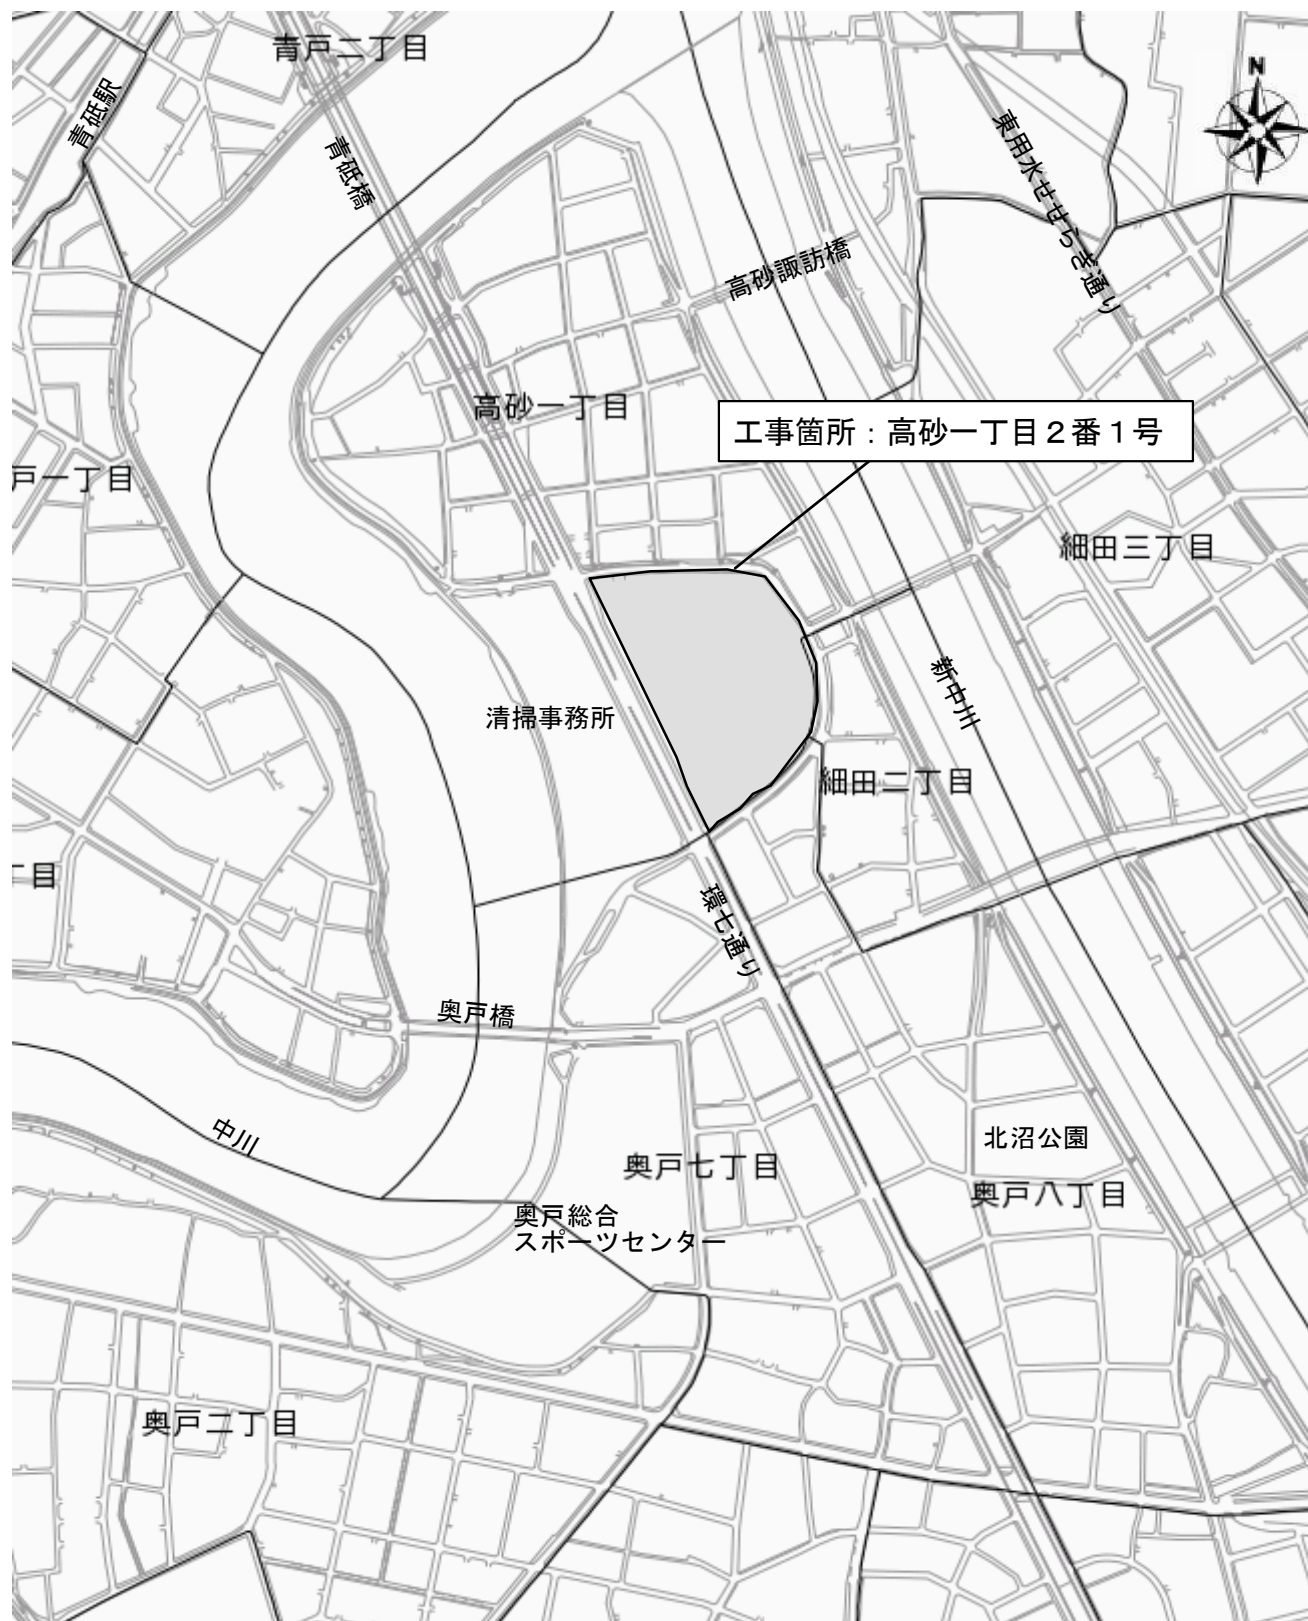 青戸二丁目
N
青砥駅
青砥橋
東用水せせらぎ通り
高砂諏訪橋
高砂一丁目
工事箇所：高砂一丁目２番１号
戸一丁目
細田三丁目
新中川
清掃事務所
細田二丁目
丁目
環七通り
奥戸橋
中川
北沼公園
奥戸七丁目
奥戸八丁目
奥戸総合
スポーツセンター
奥戸二丁目